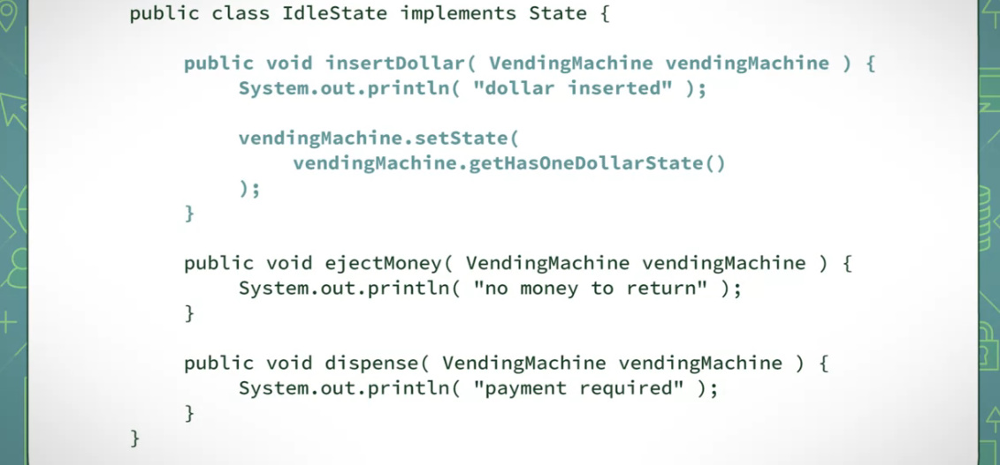 public class IdleState implements State {
public void insertDollar( VendingMachine vendingMachine ) {
System.out.println( "dollar inserted" );
vendingMachine.setState(
vendingMachine.getHasOneDollarState()
);
}
public void ejectMoney( VendingMachine vendingMachine ) {
System.out.println( "no money to return" );
}
public void dispense( VendingMachine vendingMachine ) {
System.out.println( "payment required" );
}
}